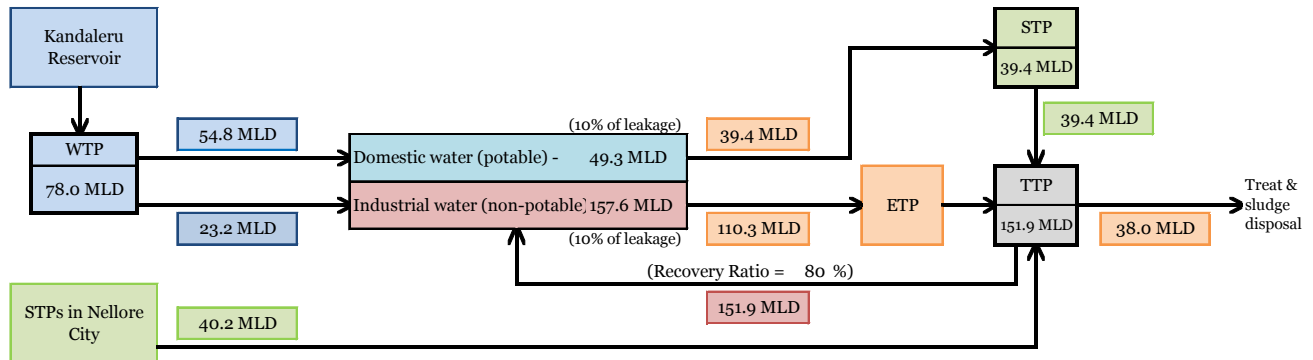 Kandaleru
Reservoir
STP
39.4 MLD
54.8 MLD
(10% of leakage)
39.4 MLD
39.4 MLD
WTP
78.0 MLD
Domestic water (potable) - 49.3 MLD
Industrial water (non-potable) 157.6 MLD
ETP
TTP
151.9 MLD
Treat &
sludge
disposal
23.2 MLD
(10% of leakage)
110.3 MLD
38.0 MLD
(Recovery Ratio = 80 %)
151.9 MLD
STPs in Nellore
City
40.2 MLD